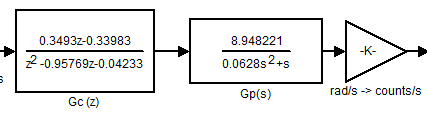 0.3493z-0.33983
z2 -0.95769z-0.04233
Gc (z)
8.948221
0.0628s2+s
Gp(s)
-K-
rad/s -> counts/s
s